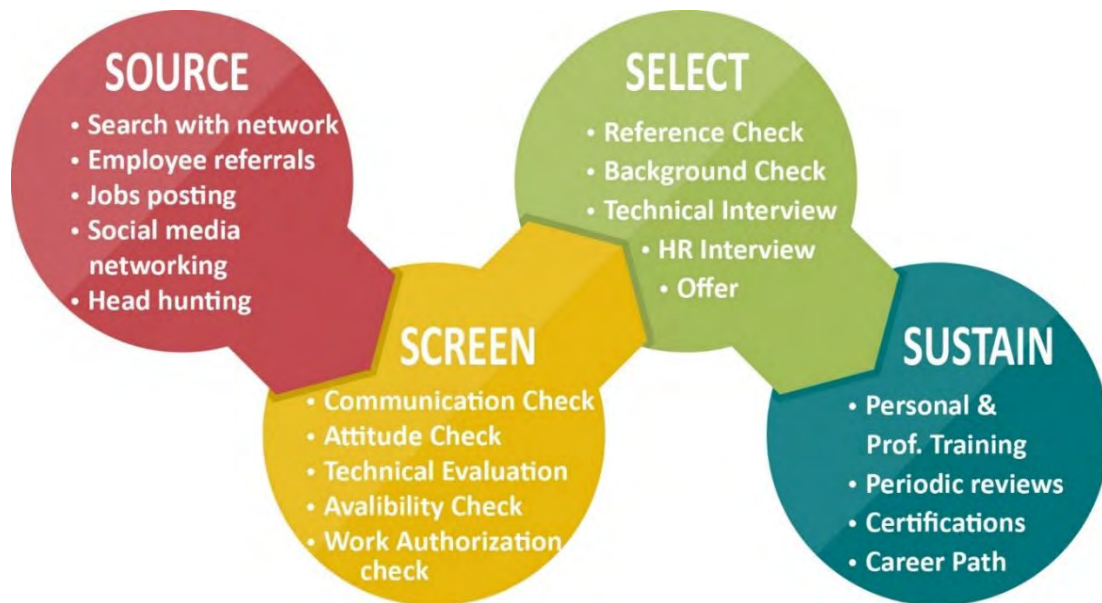 SOURCE
• Search with network
• Employee referrals
• Jobs posting
• Social media
networking
• Head hunting
SCREEN
• Communication Check
• Attitude Check
• Technical Evaluation
• Avalibility Check
• Work Authorization
check
SELECT
• Reference Check
• Background Check
• Technical Interview
• HR Interview
• Offer
SUSTAIN
• Personal &
Prof. Training
• Periodic reviews
• Certifications
• Career Path